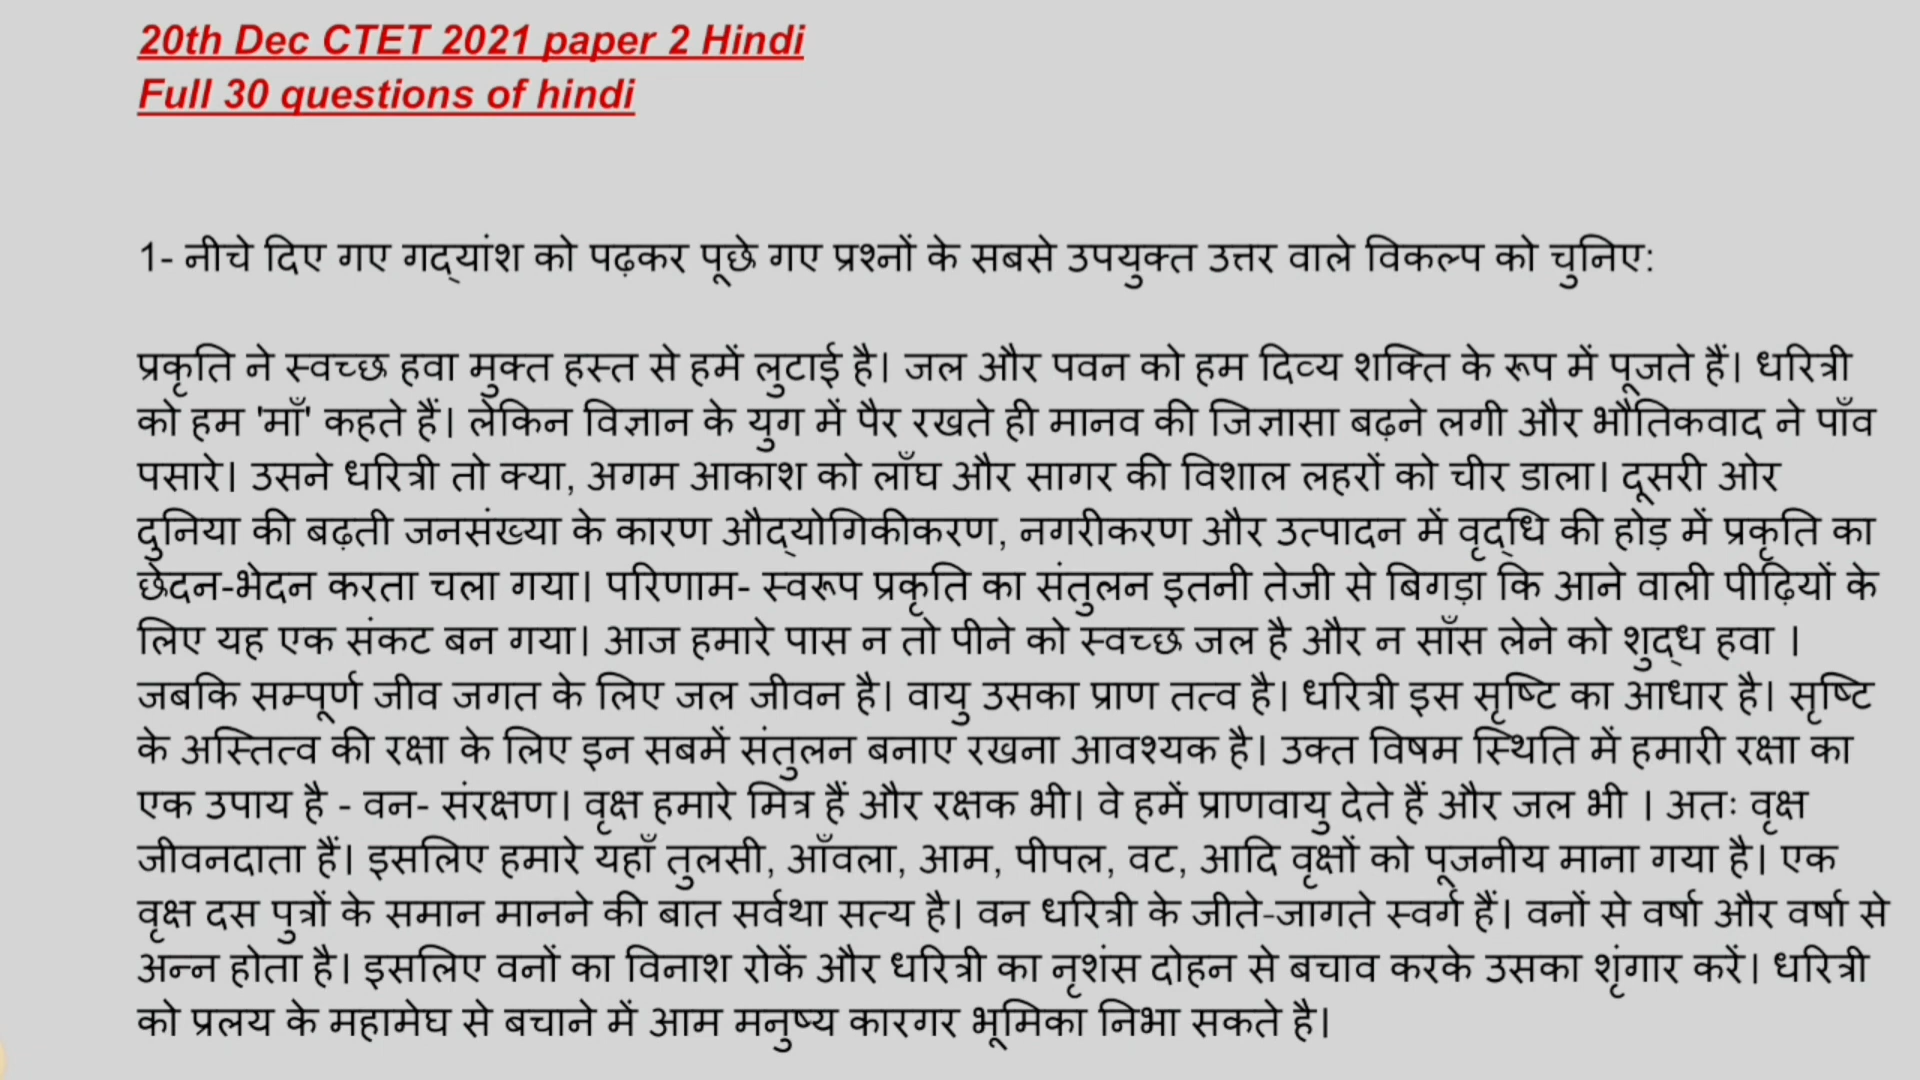 20th Dec CTET 2021 paper 2 Hindi
Full 30 questions of hindi
1- नीचे दिए गए गद्यांश को पढ़कर पूछे गए प्रश्नों के सबसे उपयुक्त उत्तर वाले विकल्प को चुनिए:
प्रकृति ने स्वच्छ हवा मुक्त हस्त से हमें लुटाई है। जल और पवन को हम दिव्य शक्ति के रूप में पूजते हैं। धरित्री
को हम 'माँ' कहते हैं। लेकिन विज्ञान के युग में पैर रखते ही मानव की जिज्ञासा बढ़ने लगी और भौतिकवाद ने पाँव
पसारे। उसने धरित्री तो क्या, अगम आकाश को लाँघ और सागर की विशाल लहरों को चीर डाला। दूसरी ओर
दुनिया की बढ़ती जनसंख्या के कारण औद्योगिकीकरण, नगरीकरण और उत्पादन में वृद्धि की होड़ में प्रकृति का
छेदन-भेदन करता चला गया। परिणाम- स्वरूप प्रकृति का संतुलन इतनी तेजी से बिगड़ा कि आने वाली पीढ़ियों के
लिए यह एक संकट बन गया। आज हमारे पास न तो पीने को स्वच्छ जल है और न साँस लेने को शुद्ध हवा ।
जबकि सम्पूर्ण जीव जगत के लिए जल जीवन है। वायु उसका प्राण तत्व है। धरित्री इस सृष्टि का आधार है। सृष्टि
के अस्तित्व की रक्षा के लिए इन सबमें संतुलन बनाए रखना आवश्यक है। उक्त विषम स्थिति में हमारी रक्षा का
एक उपाय है - वन- संरक्षण। वृक्ष हमारे मित्र हैं और रक्षक भी। वे हमें प्राणवायु देते हैं और जल भी । अतः वृक्ष
जीवनदाता हैं। इसलिए हमारे यहाँ तुलसी, आँवला, आम, पीपल, वट, आदि वृक्षों को पूजनीय माना गया है। एक
वृक्ष दस पुत्रों के समान मानने की बात सर्वथा सत्य है। वन धरित्री के जीते-जागते स्वर्ग हैं। वनों से वर्षा और वर्षा से
अन्न होता है। इसलिए वनों का विनाश रोकें और धरित्री का नृशंस दोहन से बचाव करके उसका शृंगार करें। धरित्री
को प्रलय के महामेघ से बचाने में आम मनुष्य कारगर भूमिका निभा सकते है।